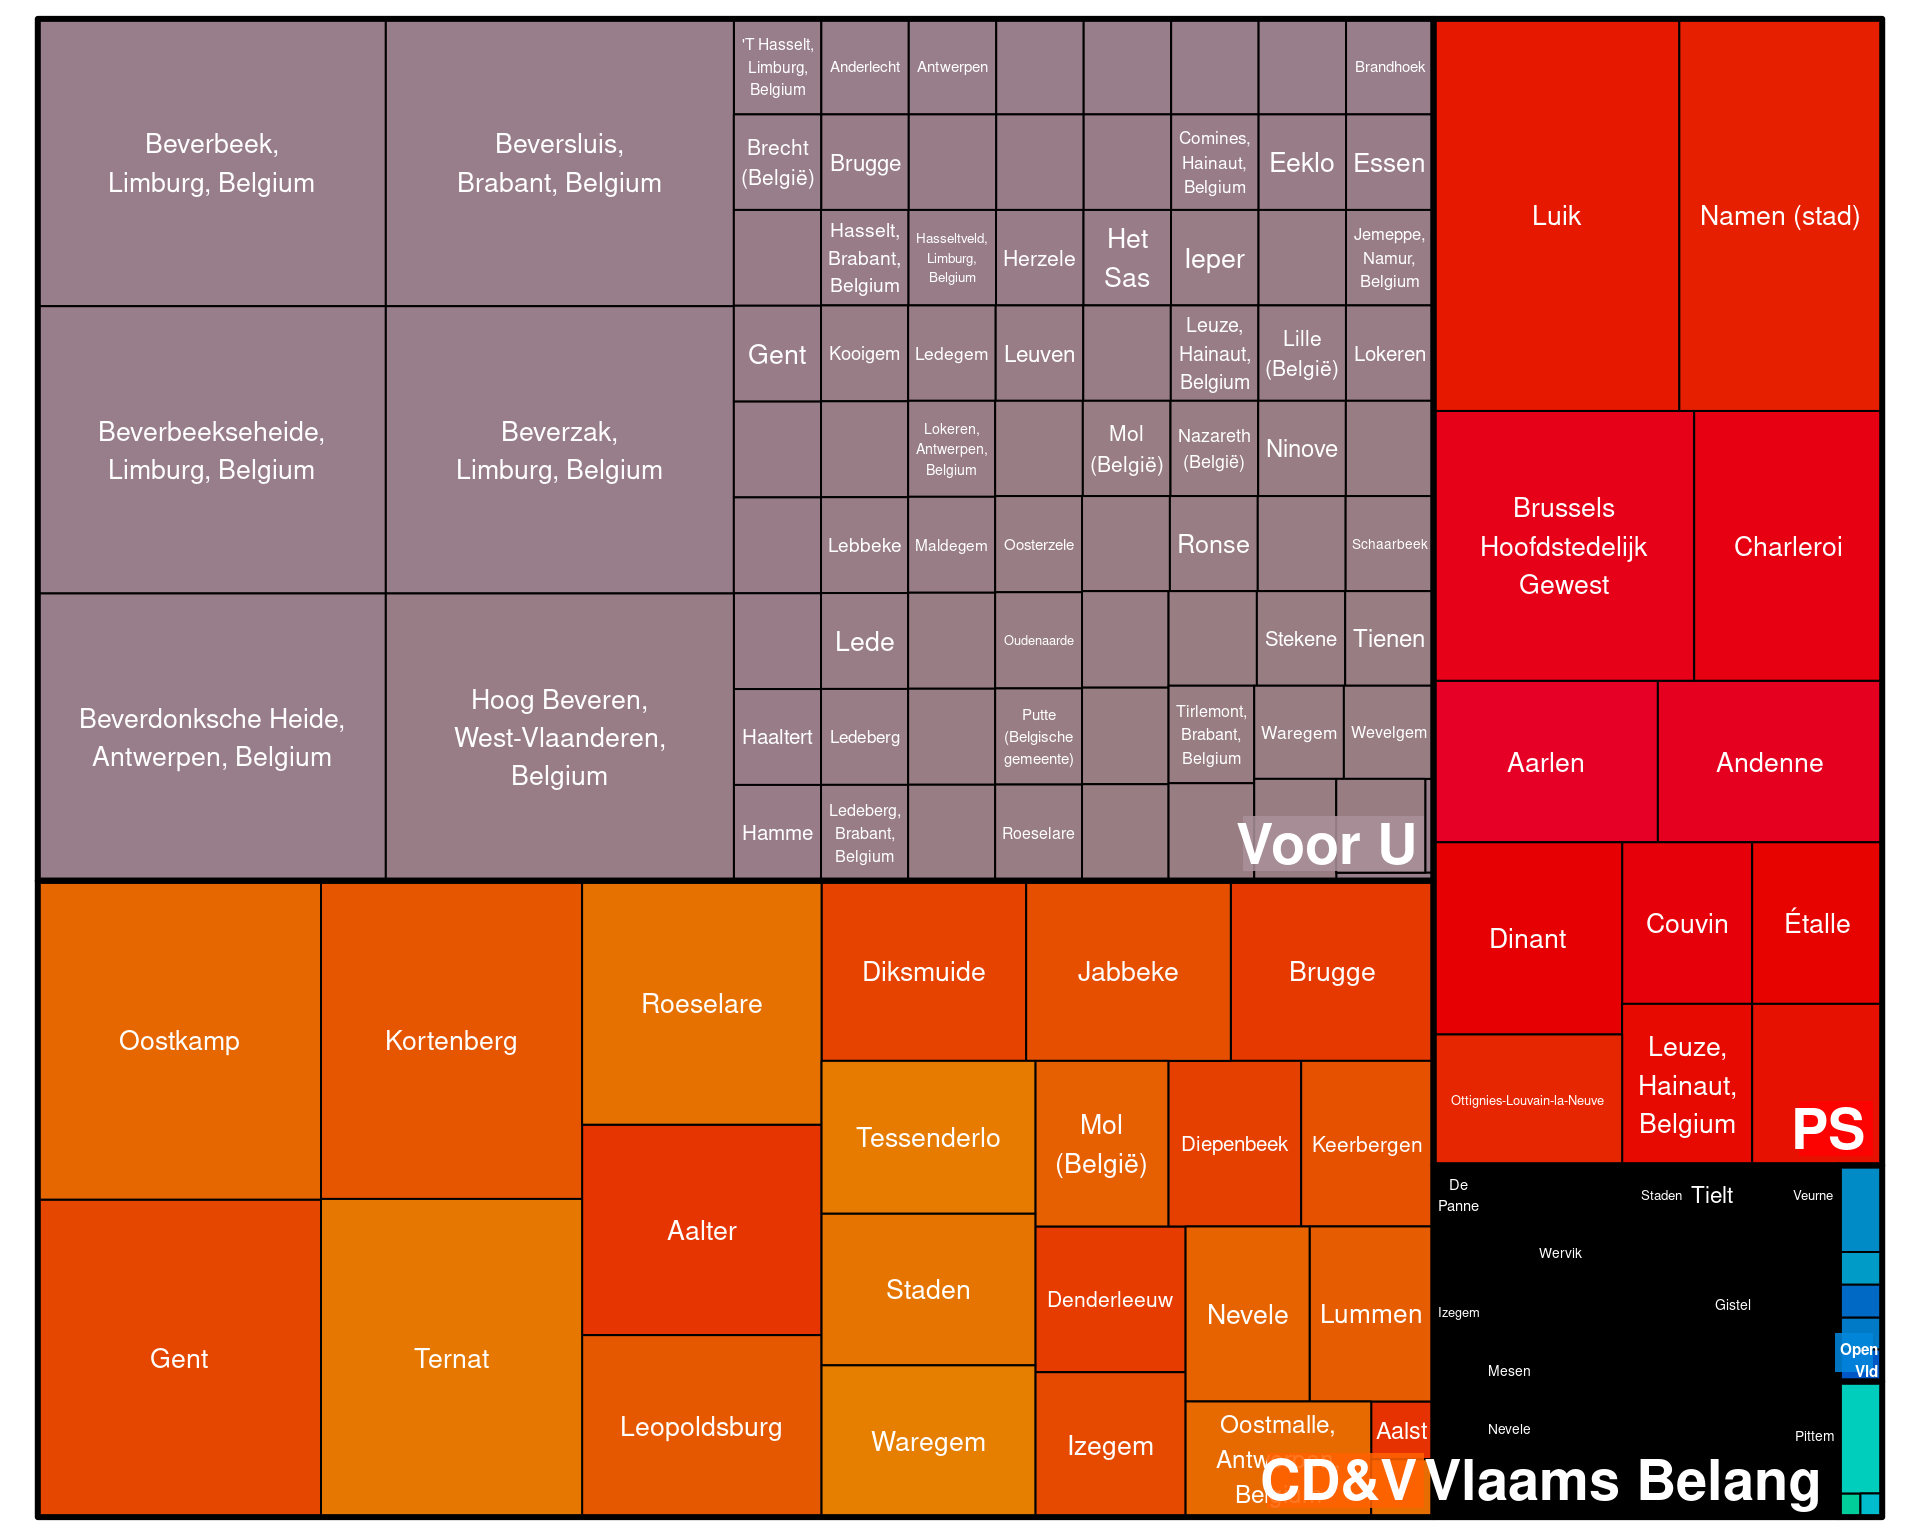 Beverbeek,
Limburg, Belgium
Beversluis,
Brabant, Belgium
Beverbeekseheide,
Limburg, Belgium
Beverzak,
Limburg, Belgium
Beverdonksche Heide,
Antwerpen, Belgium
Hoog Beveren,
West-Vlaanderen,
Belgium
'T Hasselt,
Limburg,
Belgium
Anderlecht
Antwerpen
Brandhoek
Brecht
(België)
Brugge
Comines,
Hainaut,
Belgium
Eeklo
Essen
Hasselt,
Brabant,
Belgium
Hasseltveld,
Limburg,
Belgium
Herzele
Het
Sas
Ieper
Jemeppe,
Namur,
Belgium
Gent
Kooigem
Ledegem
Leuven
Leuze,
Hainaut,
Belgium
Lille
(België)
Lokeren
Lokeren,
Antwerpen,
Belgium
Mol
(België)
Nazareth
(België)
Ninove
Lebbeke
Maldegem
Oosterzele
Ronse
Schaarbeek
Lede
Oudenaarde
Stekene
Tienen
Haaltert
Ledeberg
Putte
(Belgische
gemeente)
Tirlemont,
Brabant,
Belgium
Waregem
Wevelgem
Hamme
Ledeberg,
Brabant,
Belgium
Roeselare
Voor U
Luik
Namen (stad)
Brussels
Hoofdstedelijk
Gewest
Charleroi
Aarlen
Andenne
Dinant
Couvin
Étalle
Ottignies-Louvain-la-Neuve
Leuze,
Hainaut,
Belgium
PS
Oostkamp
Kortenberg
Roeselare
Gent
Ternat
Aalter
Leopoldsburg
Diksmuide
Jabbeke
Brugge
Tessenderlo
Mol
(België)
Diepenbeek
Keerbergen
Staden
Waregem
Denderleeuw
Nevele
Lummen
Izegem
Oostmalle,
Antwerpen,
Belgium
Aalst
CD&V
De
Panne
Staden
Tielt
Veurne
Wervik
Izegem
Gistel
Mesen
Nevele
Pittem
Vlaams Belang
Open
Vld